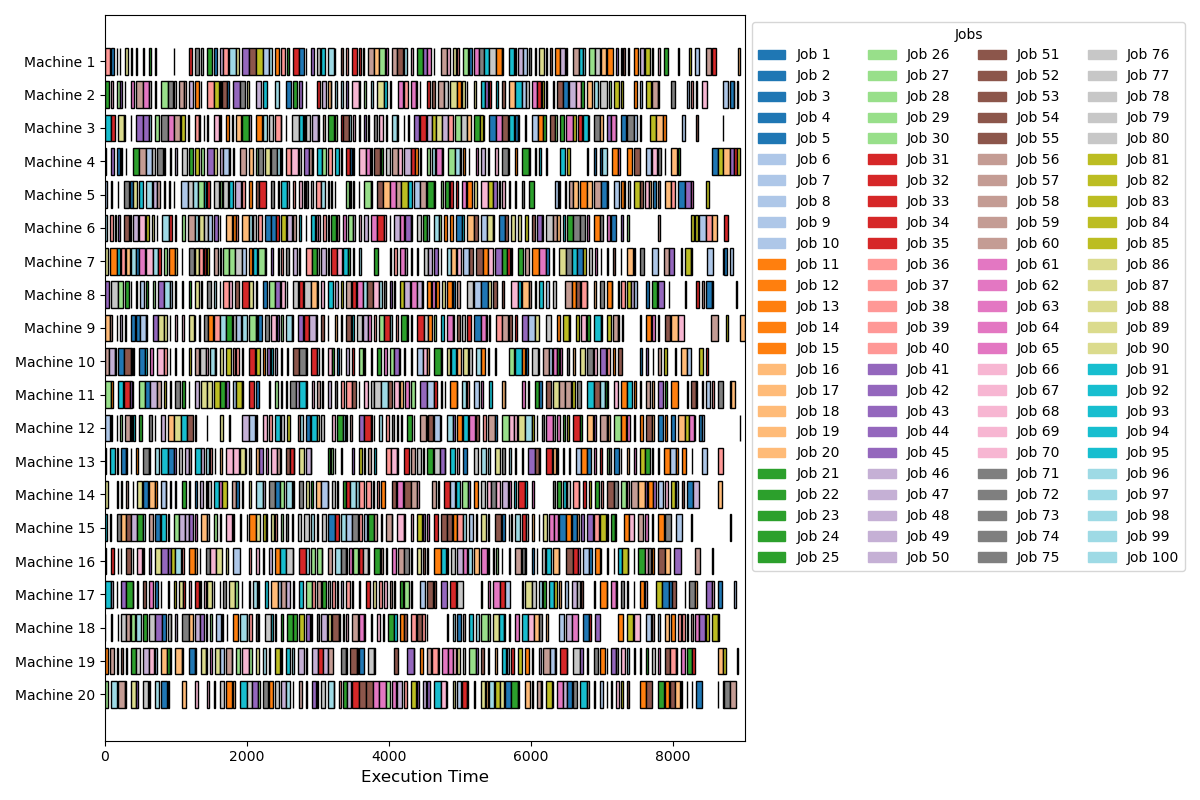 Machine 1
Machine 2
Machine 3
Machine 4
Machine 5
Machine 6
Machine 7
Machine 8
Machine 9
Machine 10
Machine 11
Machine 12
Machine 13
Machine 14
Machine 15
Machine 16
Machine 17
Machine 18
Machine 19
Machine 20
0 2000 4000 6000 8000
Execution Time
Jobs
Job 1 Job 26 Job 51 Job 76
Job 2 Job 27 Job 52 Job 77
Job 3 Job 28 Job 53 Job 78
Job 4 Job 29 Job 54 Job 79
Job 5 Job 30 Job 55 Job 80
Job 6 Job 31 Job 56 Job 81
Job 7 Job 32 Job 57 Job 82
Job 8 Job 33 Job 58 Job 83
Job 9 Job 34 Job 59 Job 84
Job 10 Job 35 Job 60 Job 85
Job 11 Job 36 Job 61 Job 86
Job 12 Job 37 Job 62 Job 87
Job 13 Job 38 Job 63 Job 88
Job 14 Job 39 Job 64 Job 89
Job 15 Job 40 Job 65 Job 90
Job 16 Job 41 Job 66 Job 91
Job 17 Job 42 Job 67 Job 92
Job 18 Job 43 Job 68 Job 93
Job 19 Job 44 Job 69 Job 94
Job 20 Job 45 Job 70 Job 95
Job 21 Job 46 Job 71 Job 96
Job 22 Job 47 Job 72 Job 97
Job 23 Job 48 Job 73 Job 98
Job 24 Job 49 Job 74 Job 99
Job 25 Job 50 Job 75 Job 100